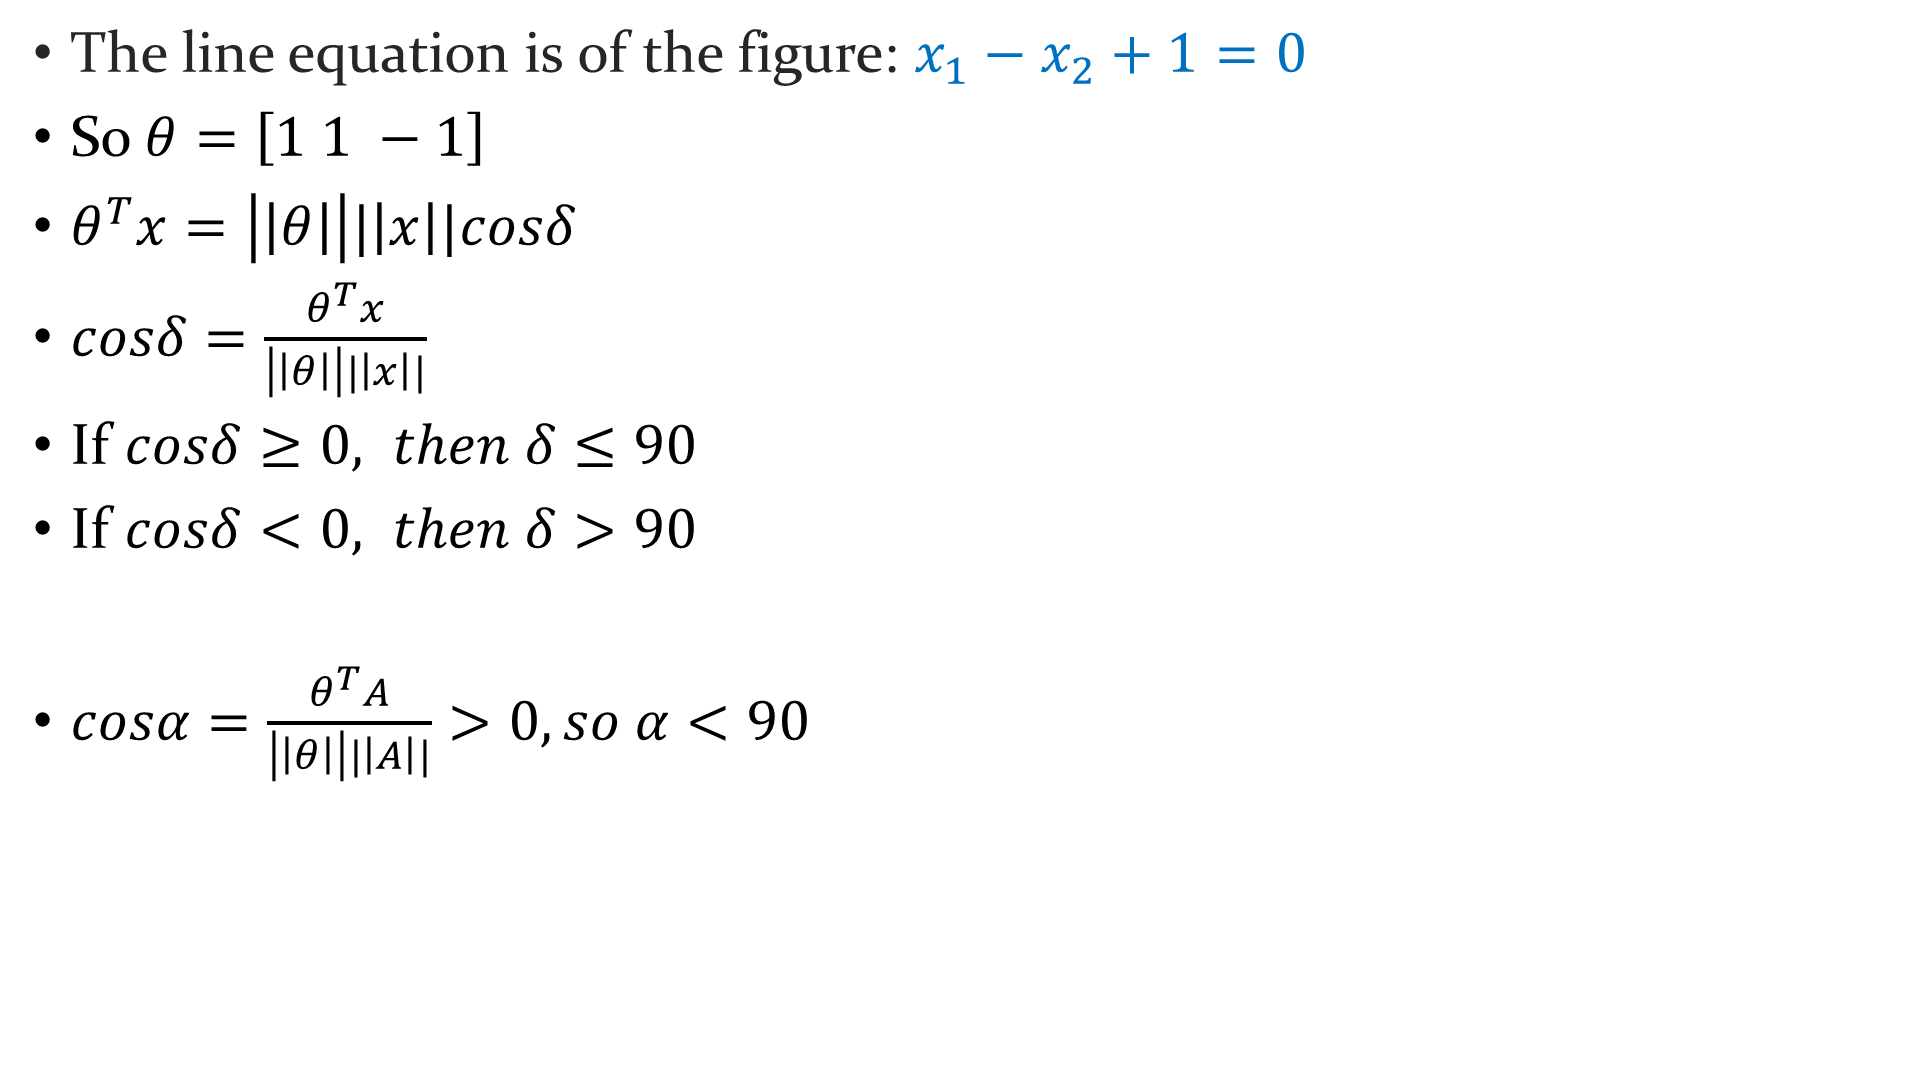 • The line equation is of the figure: x₁ − x₂ + 1 = 0
• So θ = [1 1 − 1]
• θᵀx = ||θ||||x||cosδ
• cosδ = θᵀx / ||θ||||x||
• If cosδ ≥ 0, then δ ≤ 90
• If cosδ < 0, then δ > 90
• cosα = θᵀA / ||θ||||A|| > 0, so α < 90